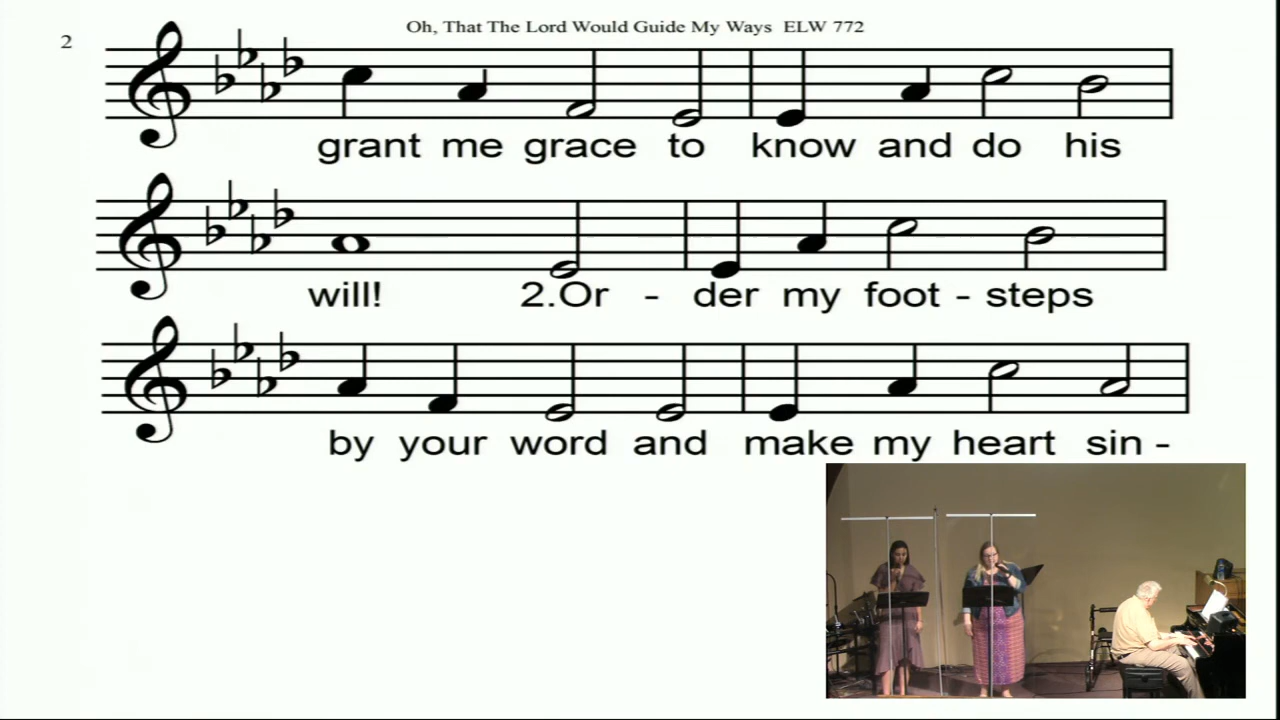 Oh, That The Lord Would Guide My Ways ELW 772
2
grant me grace to know and do his
will! 2.Or - der my foot - steps
by your word and make my heart sin -